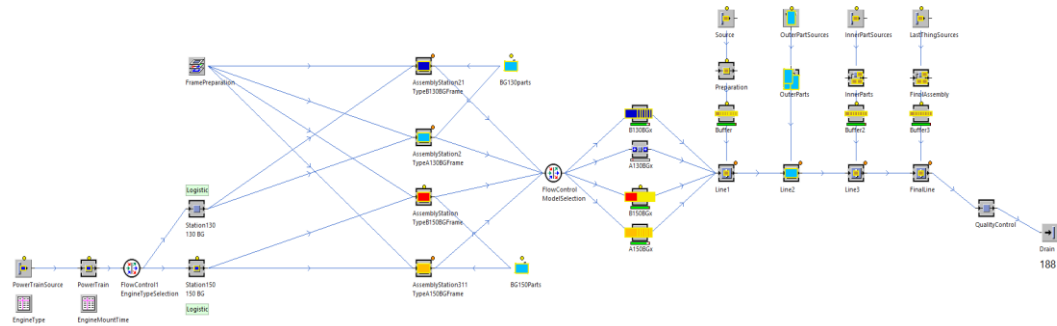 Source
OuterPartSources
InnerPartSources
LastThingSources
FramePreparation
AssemblyStation21
TypeB130BGFrame
BG130parts
Preparation
OuterParts
InnerParts
FinalAssembly
B130BGx
Buffer
Buffer2
Buffer3
AssemblyStation2
TypeA130BGFrame
A130BGx
FlowControl
ModelSelection
Line1
Line2
Line3
FinalLine
Logistic
AssemblyStation
TypeB150BGFrame
B150BGx
Station130
130 BG
A150BGx
QualityControl
Drain
188
PowerTrainSource
PowerTrain
FlowControl1
EngineTypeSelection
Station150
150 BG
AssemblyStation311
TypeA150BGFrame
BG150Parts
EngineType
EngineMountTime
Logistic